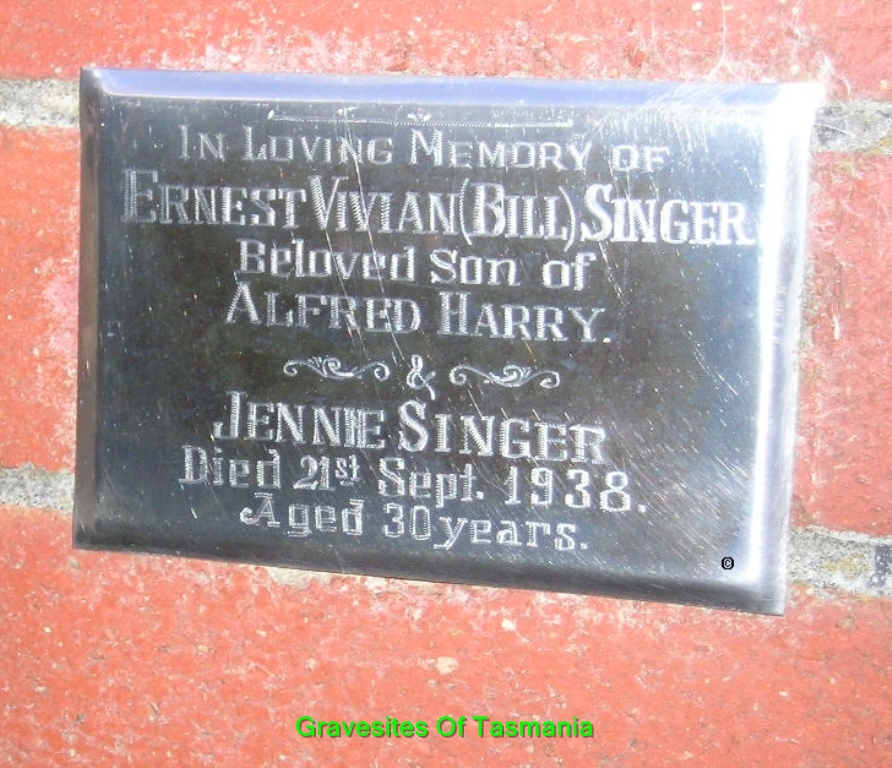 IN LOVING MEMORY OF
ERNEST VIVIAN (BILL) SINGER
Beloved son of
ALFRED HARRY.
&
JENNIE SINGER
Died 21st Sept. 1938.
Aged 30 years.
©
Gravesites Of Tasmania